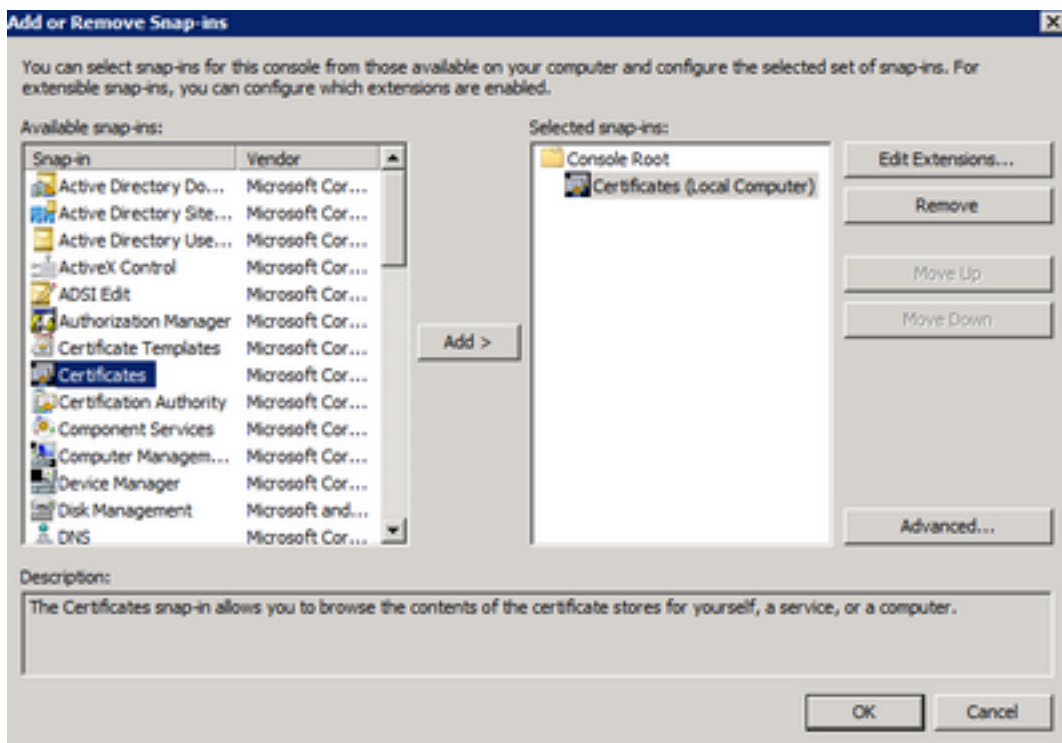 Add or Remove Snap-ins
You can select snap-ins for this console from those available on your computer and configure the selected set of snap-ins. For
extensible snap-ins, you can configure which extensions are enabled.
Available snap-ins:
Snap-in Vendor
Active Directory Do... Microsoft Cor...
Active Directory Site... Microsoft Cor...
Active Directory Use... Microsoft Cor...
ActiveX Control Microsoft Cor...
ADSI Edit Microsoft Cor...
Authorization Manager Microsoft Cor...
Certificate Templates Microsoft Cor...
Certificates Microsoft Cor...
Certification Authority Microsoft Cor...
Component Services Microsoft Cor...
Computer Managem... Microsoft Cor...
Device Manager Microsoft Cor...
Disk Management Microsoft and...
DNS Microsoft Cor...
Add >
Selected snap-ins:
Console Root
Certificates (Local Computer)
Edit Extensions...
Remove
Move Up
Move Down
Advanced...
Description:
The Certificates snap-in allows you to browse the contents of the certificate stores for yourself, a service, or a computer.
OK
Cancel